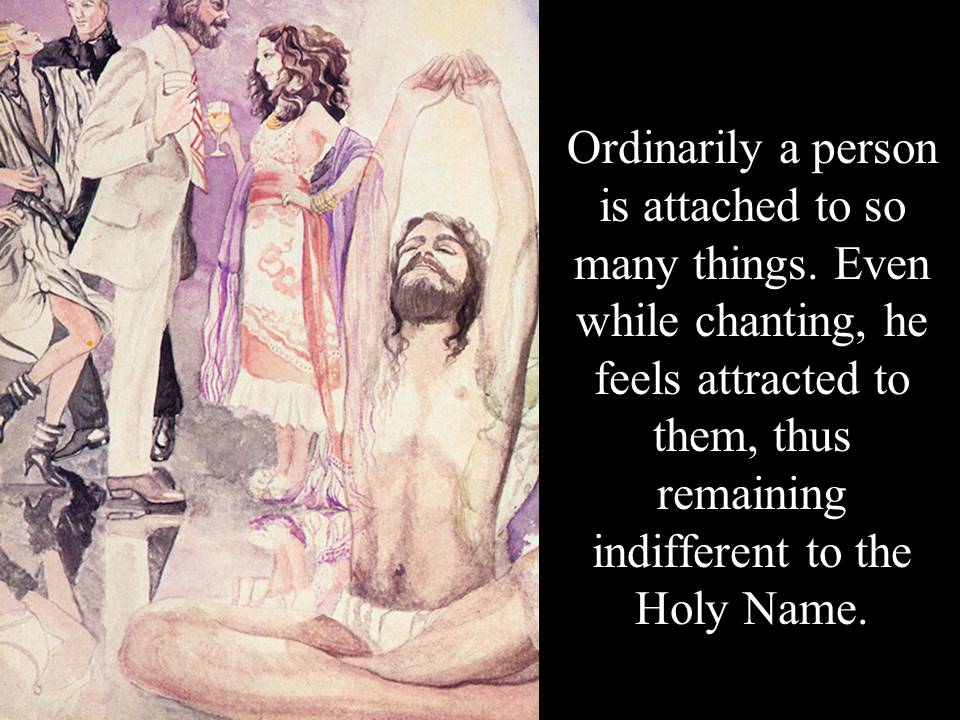 Ordinarily a person
is attached to so
many things. Even
while chanting, he
feels attracted to
them, thus
remaining
indifferent to the
Holy Name.